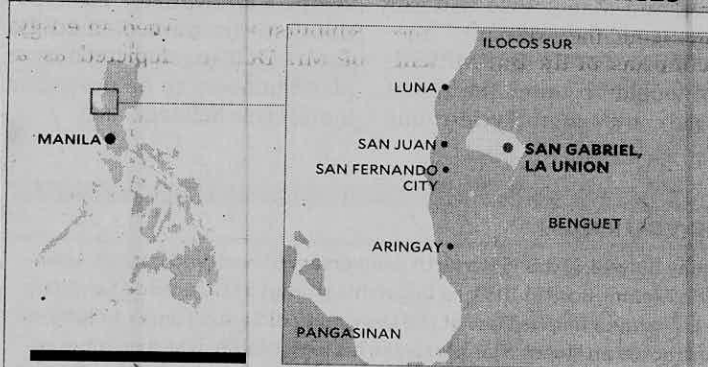 ILOCOS SUR
LUNA
MANILA
SAN JUAN
SAN GABRIEL,
LA UNION
SAN FERNANDO
CITY
BENGUET
ARINGAY
PANGASINAN